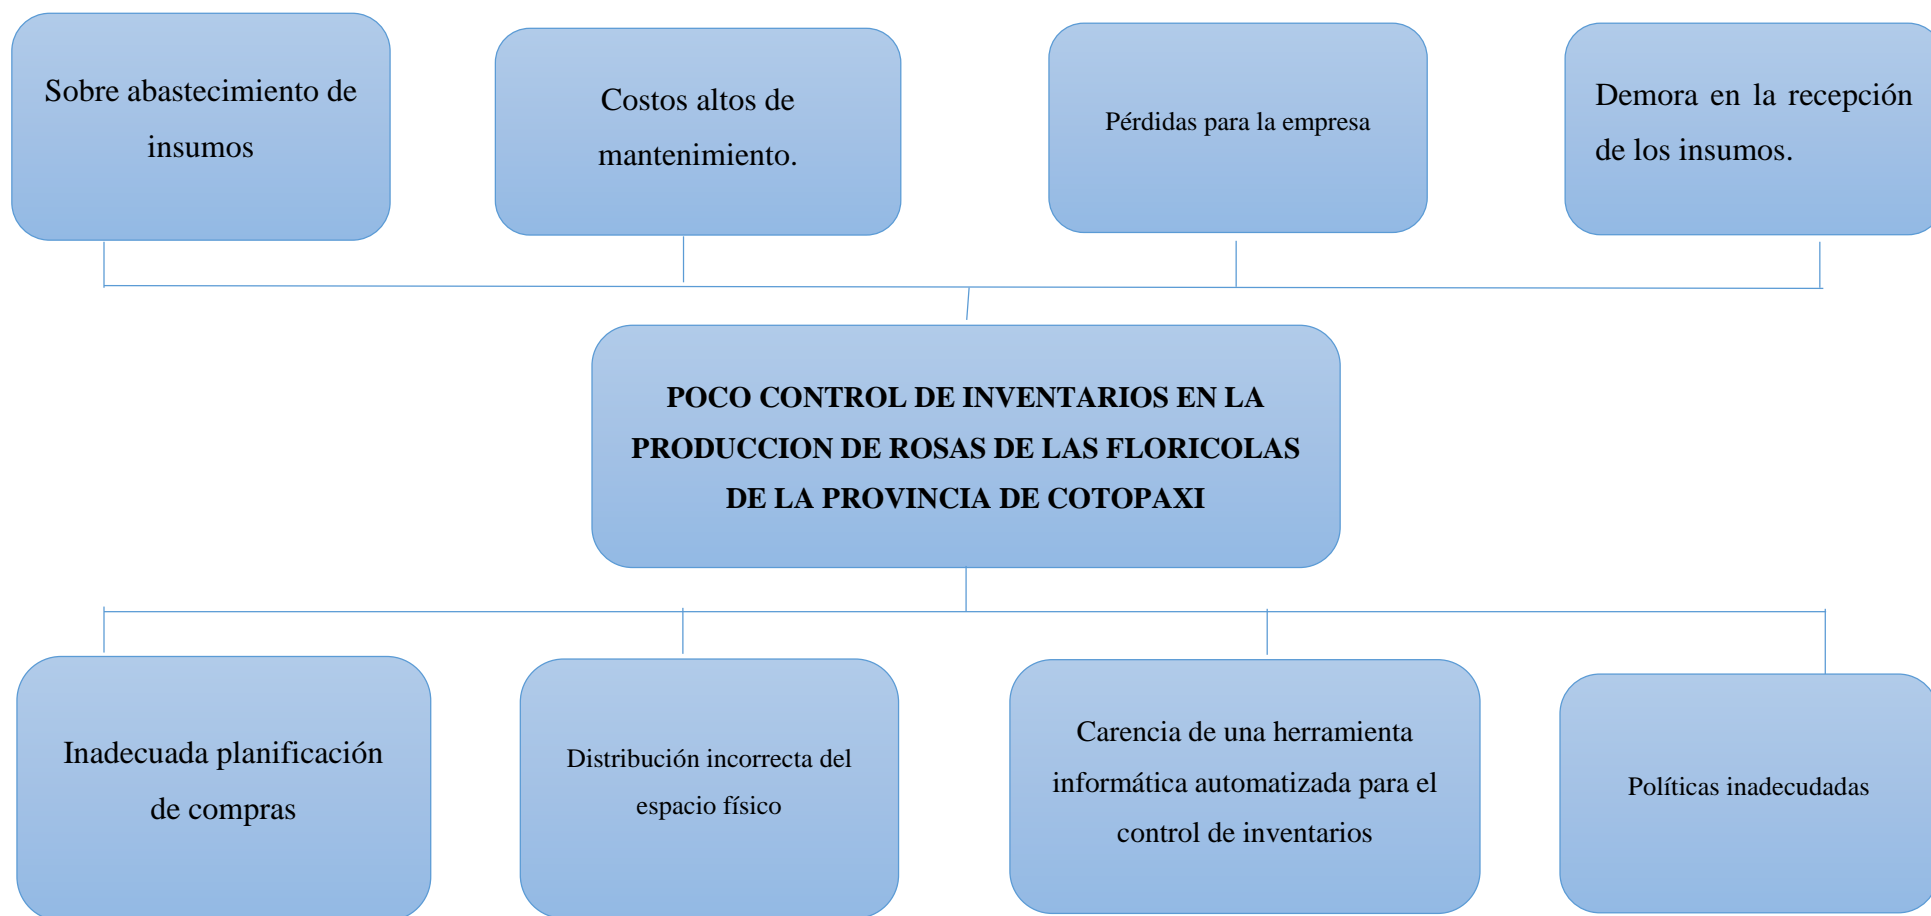 Sobre abastecimiento de
insumos
Costos altos de
mantenimiento.
Pérdidas para la empresa
Demora en la recepción
de los insumos.
POCO CONTROL DE INVENTARIOS EN LA
PRODUCCION DE ROSAS DE LAS FLORICOLAS
DE LA PROVINCIA DE COTOPAXI
Inadecuada planificación
de compras
Distribución incorrecta del
espacio físico
Carencia de una herramienta
informática automatizada para el
control de inventarios
Políticas inadecudadas